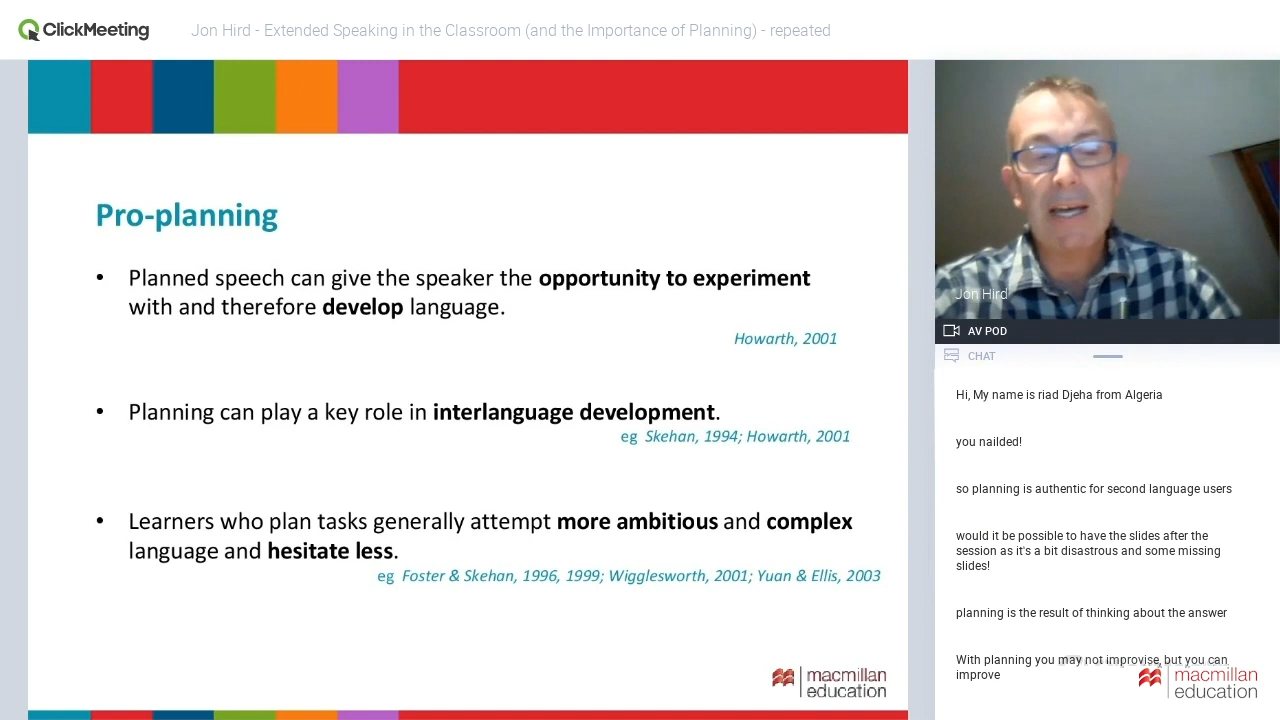 ClickMeeting
Jon Hird - Extended Speaking in the Classroom (and the Importance of Planning) - repeated
Pro-planning
• Planned speech can give the speaker the opportunity to experiment
with and therefore develop language.
Howarth, 2001
• Planning can play a key role in interlanguage development.
eg Skehan, 1994; Howarth, 2001
• Learners who plan tasks generally attempt more ambitious and complex
language and hesitate less.
eg Foster & Skehan, 1996, 1999; Wigglesworth, 2001; Yuan & Ellis, 2003
macmillan
education
Jon Hird
AV POD
CHAT
Hi, My name is riad Djeha from Algeria
you nailded!
so planning is authentic for second language users
would it be possible to have the slides after the
session as it's a bit disastrous and some missing
slides!
planning is the result of thinking about the answer
With planning you may not improvise, but you can
improve
macmillan
education